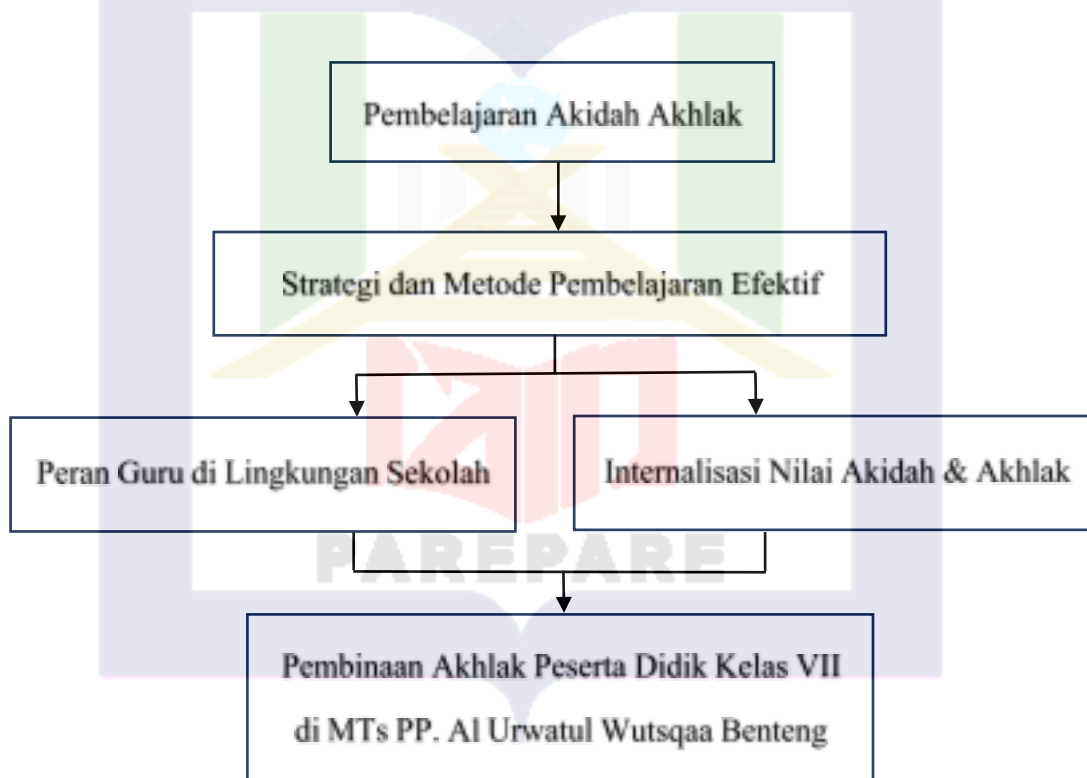 Pembelajaran Akidah Akhlak
Strategi dan Metode Pembelajaran Efektif
Peran Guru di Lingkungan Sekolah
Internalisasi Nilai Akidah & Akhlak
PAREPARE
Pembinaan Akhlak Peserta Didik Kelas VII
di MTs PP. Al Urwatul Wutsqaa Benteng